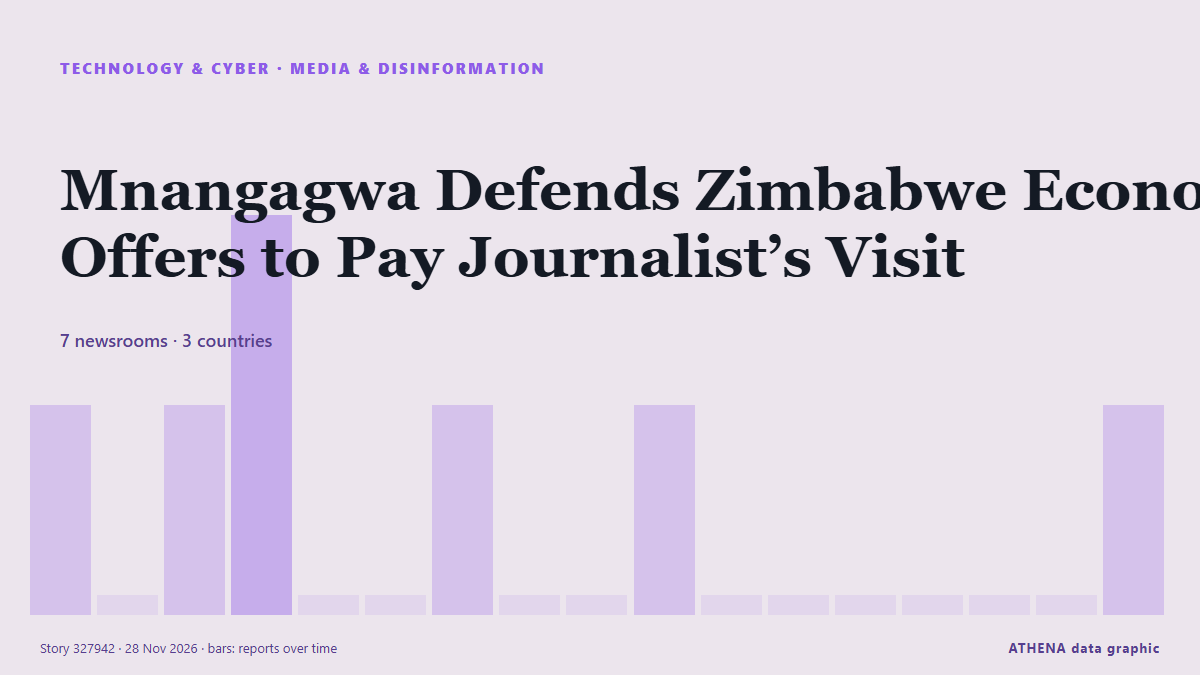 TECHNOLOGY & CYBER · MEDIA & DISINFORMATION
Mnangagwa Defends Zimbabwe Econo
Offers to Pay Journalist’s Visit
7 newsrooms · 3 countries
Story 327942 · 28 Nov 2026 · bars: reports over time
ATHENA data graphic